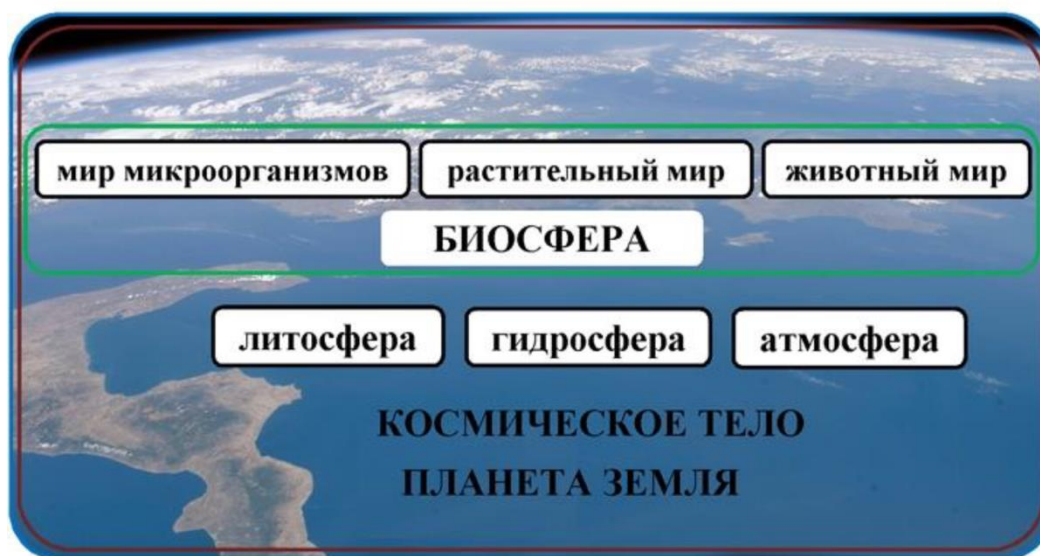 мир микроорганизмов растительный мир животный мир
БИОСФЕРА
литосфера гидросфера атмосфера
КОСМИЧЕСКОЕ ТЕЛО
ПЛАНЕТА ЗЕМЛЯ